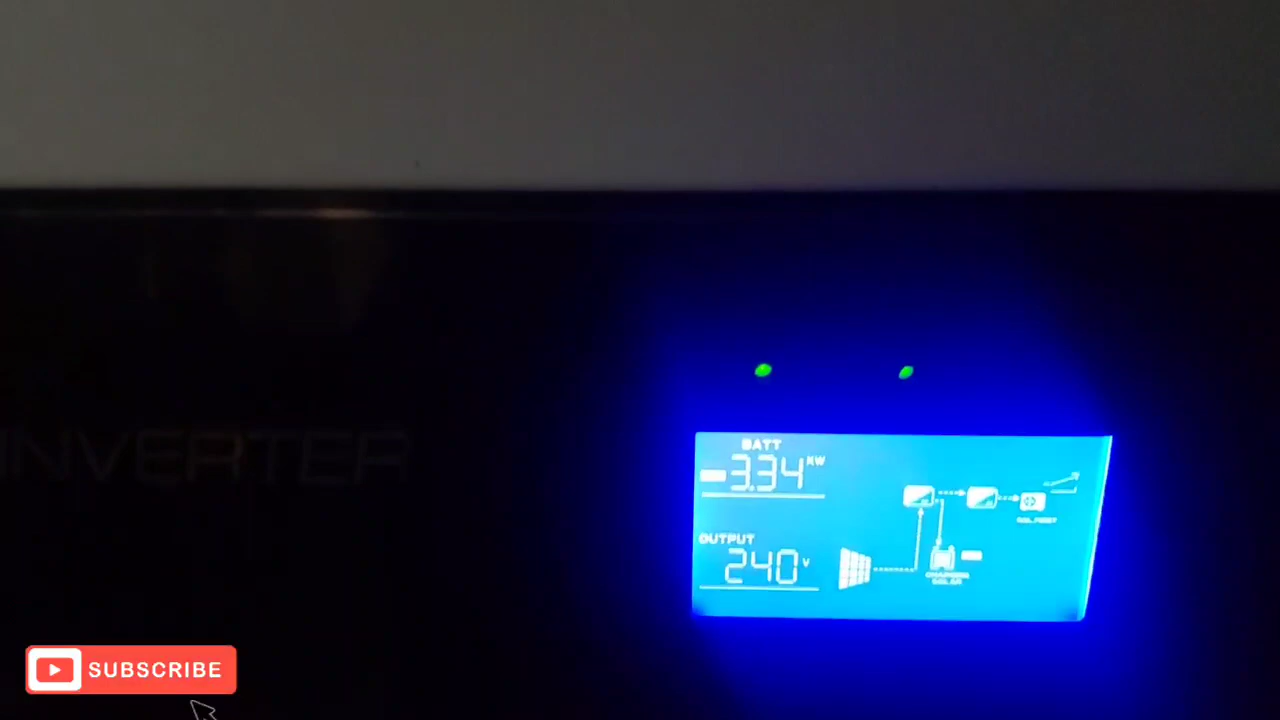 INVERTER
BATT
-3.34 KW
OUTPUT
240 V
CHARGING
SOLAR
SUBSCRIBE